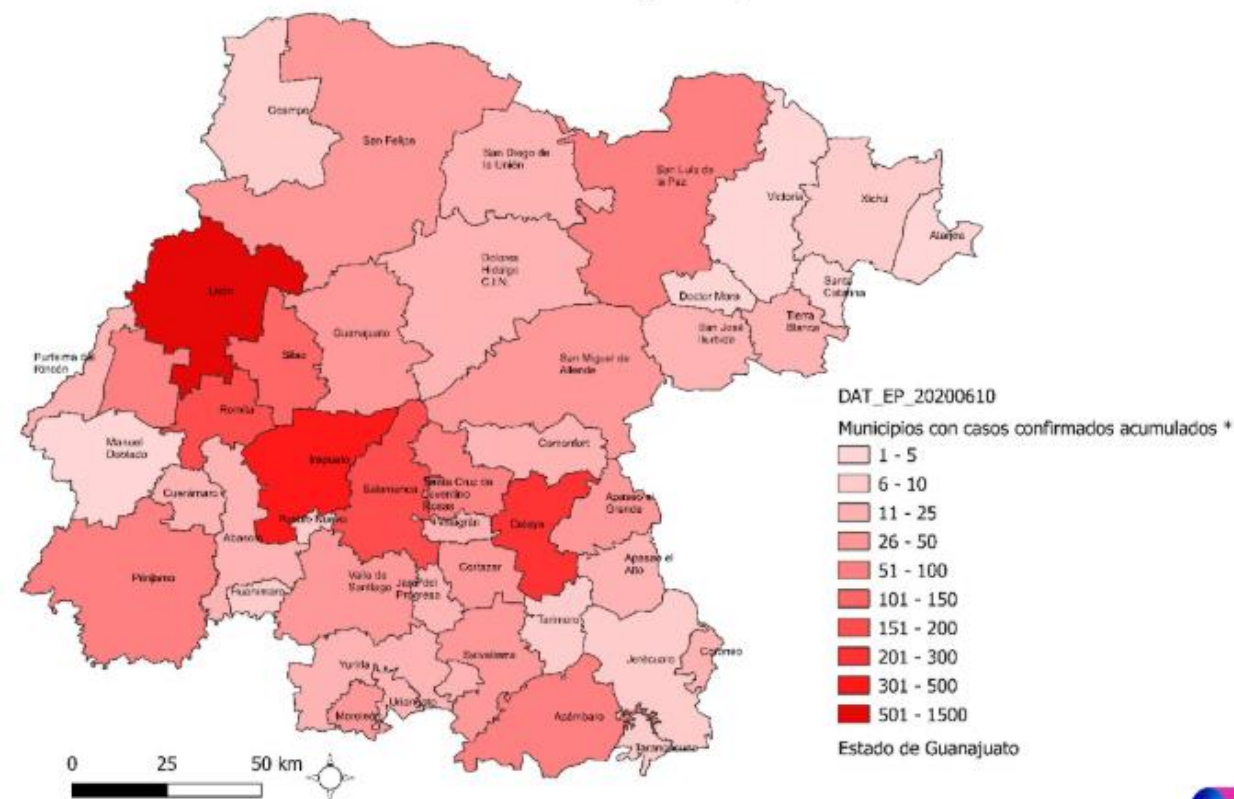 Ocampo
San Felipe
San Diego de
la Unión
San Luis de
la Paz
Victoria
Xichú
Atarjea
León
Dolores
Hidalgo
C.I.N.
Doctor Mora
Santa
Catarina
Guanajuato
San José
Iturbide
Tierra
Blanca
Silao
San Miguel de
Allende
Purísima del
Rincón
Romita
Manuel
Doblado
Comonfort
Irapuato
Cuerámaro
Salamanca
Santa Cruz de
Juventino
Rosas
Apaseo el
Grande
Pueblo Nuevo
Villagrán
Celaya
Abasolo
Apaseo el
Alto
Pénjamo
Valle de
Santiago
Cortazar
Jaral del
Progreso
Huanímaro
Tarimoro
Salvatierra
Jerécuaro
Coroneo
Yuriria
Uriangato
Moroleón
Acámbaro
Tarandacuao
DAT_EP_20200610
Municipios con casos confirmados acumulados *
1 - 5
6 - 10
11 - 25
26 - 50
51 - 100
101 - 150
151 - 200
201 - 300
301 - 500
501 - 1500
Estado de Guanajuato
0 25 50 km